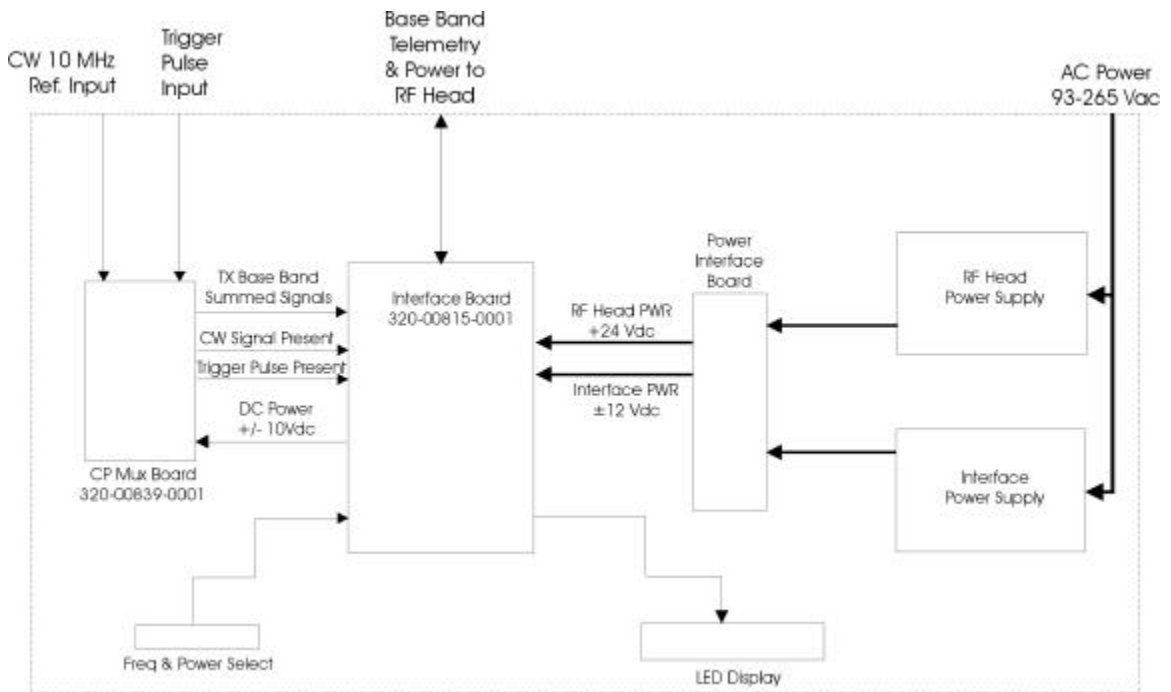 CW 10 MHz
Ref. Input
Trigger
Pulse
Input
Base Band
Telemetry
& Power to
RF Head
AC Power
93-265 Vac
TX Base Band
Summed Signals
CW Signal Present
Trigger Pulse Present
DC Power
+/- 10Vdc
CP Mux Board
320-00839-0001
Interface Board
320-00815-0001
RF Head PWR
+24 Vdc
Interface PWR
±12 Vdc
Power
Interface
Board
RF Head
Power Supply
Interface
Power Supply
Freq & Power Select
LED Display